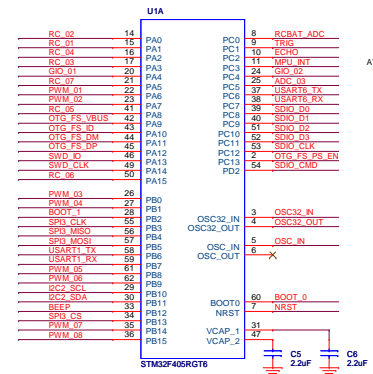 U1A
RC_02 14 PA0 PC0 8 RCBAT_ADC
RC_01 15 PA1 PC1 9 TRIG
RC_04 16 PA2 PC2 10 ECHO
RC_03 17 PA3 PC3 11 MPU_INT
GIO_01 20 PA4 PC4 24 GIO_02
RC_07 21 PA5 PC5 25 ADC_03
PWM_01 22 PA6 PC6 37 USART6_TX
PWM_02 23 PA7 PC7 38 USART6_RX
RC_05 41 PA8 PC8 39 SDIO_D0
OTG_FS_VBUS 42 PA9 PC9 40 SDIO_D1
OTG_FS_ID 43 PA10 PC10 51 SDIO_D2
OTG_FS_DM 44 PA11 PC11 52 SDIO_D3
OTG_FS_DP 45 PA12 PC12 53 SDIO_CLK
SWD_IO 46 PA13 PC13 2 OTG_FS_PS_EN
SWD_CLK 49 PA14 PD2 54 SDIO_CMD
RC_06 50 PA15
PWM_03 26 PB0
PWM_04 27 PB1
BOOT_1 28 PB2 OSC32_IN 3 OSC32_IN
SPI3_CLK 55 PB3 OSC32_OUT 4 OSC32_OUT
SPI3_MISO 56 PB4
SPI3_MOSI 57 PB5 OSC_IN 5 OSC_IN
USART1_TX 58 PB6 OSC_OUT 6
USART1_RX 59 PB7
PWM_05 61 PB8
PWM_06 62 PB9
I2C2_SCL 29 PB10
I2C2_SDA 30 PB11 BOOT0 60 BOOT_0
BEEP 33 PB12 NRST 7 NRST
SPI3_CS 34 PB13
PWM_07 35 PB14 VCAP_1 31
PWM_08 36 PB15 VCAP_2 47
STM32F405RGT6
C5 C6
2.2uF 2.2uF